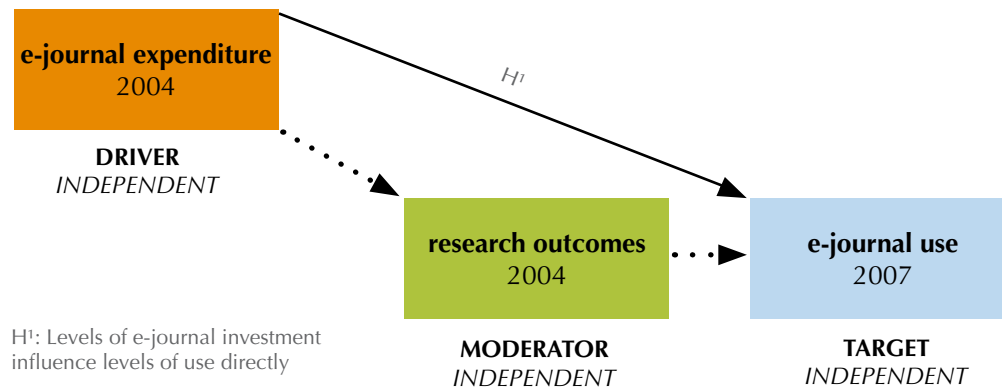 e-journal expenditure
2004
DRIVER
INDEPENDENT
H¹
research outcomes
2004
MODERATOR
INDEPENDENT
e-journal use
2007
TARGET
INDEPENDENT
H¹: Levels of e-journal investment
influence levels of use directly